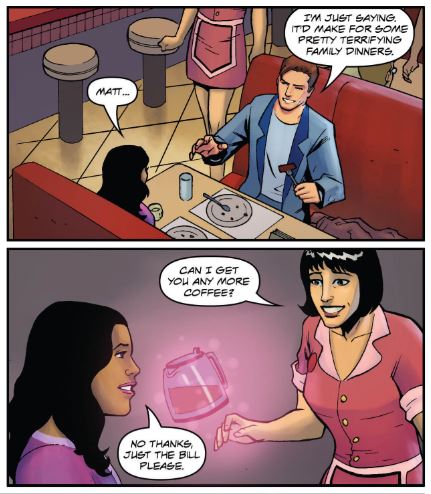 I'M JUST SAYING,
IT'D MAKE FOR SOME
PRETTY TERRIFYING
FAMILY DINNERS.
MATT...
CAN I GET
YOU ANY MORE
COFFEE?
NO THANKS,
JUST THE BILL
PLEASE.